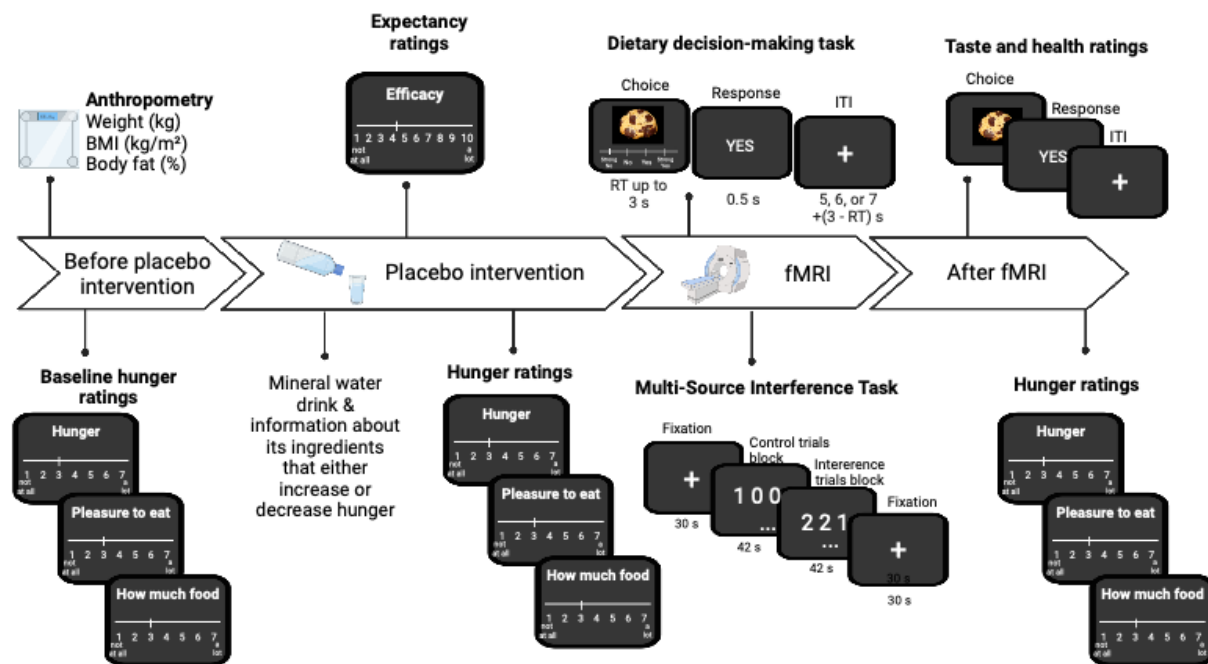 Expectancy
ratings
Efficacy
1 2 3 4 5 6 7 8 9 10
not
at all
a
lot
Anthropometry
Weight (kg)
BMI (kg/m²)
Body fat (%)
Dietary decision-making task
Choice
Response
ITI
Strong
No
No
Yes
Strong
Yes
YES
+
RT up to
3 s
0.5 s
5, 6, or 7
+(3 - RT) s
Taste and health ratings
Choice
Response
ITI
YES
+
Before placebo
intervention
Placebo intervention
fMRI
After fMRI
Baseline hunger
ratings
Hunger
1 2 3 4 5 6 7
not
at all
a
lot
Pleasure to eat
1 2 3 4 5 6 7
not
at all
a
lot
How much food
1 2 3 4 5 6 7
not
at all
a
lot
Mineral water
drink &
information about
its ingredients
that either
increase or
decrease hunger
Hunger ratings
Hunger
1 2 3 4 5 6 7
not
at all
a
lot
Pleasure to eat
1 2 3 4 5 6 7
not
at all
a
lot
How much food
1 2 3 4 5 6 7
not
at all
a
lot
Multi-Source Interference Task
Fixation
+
30 s
Control trials
block
1 0 0
...
42 s
Intererence
trials block
2 2 1
...
42 s
Fixation
+
30 s
30 s
Hunger ratings
Hunger
1 2 3 4 5 6 7
not
at all
a
lot
Pleasure to eat
1 2 3 4 5 6 7
not
at all
a
lot
How much food
1 2 3 4 5 6 7
not
at all
a
lot